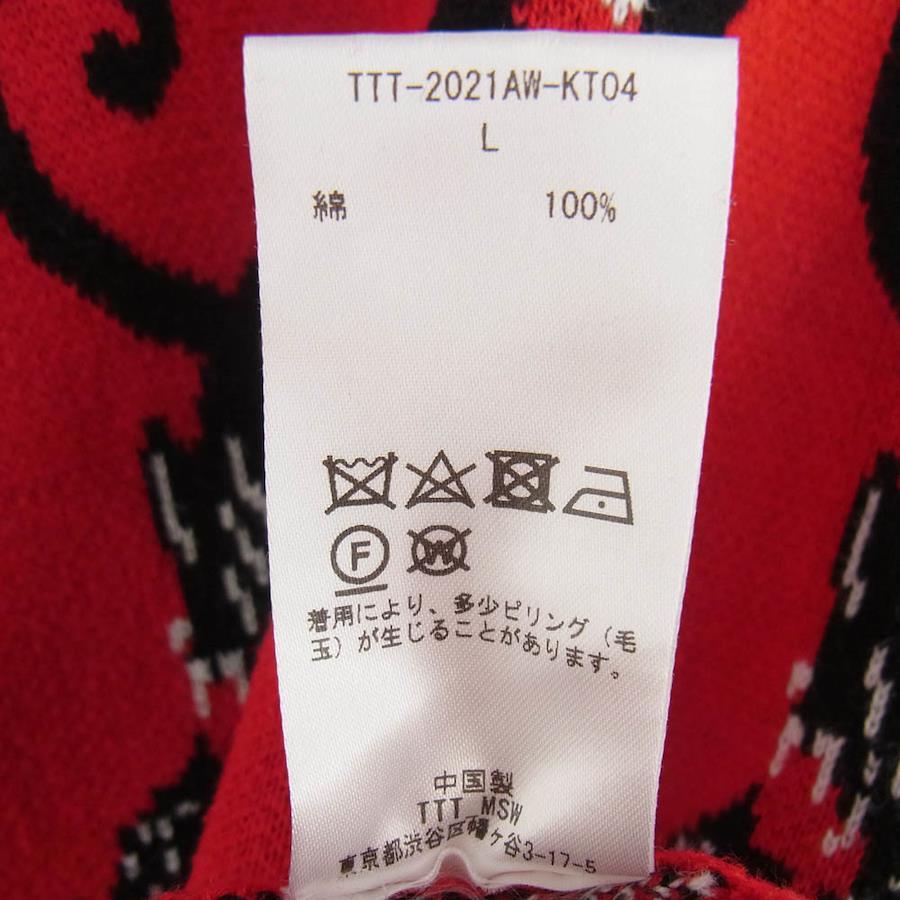 TTT-2021AW-KT04
L
綿 100%
F W
着用により、多少ピリング（毛
玉）が生じることがあります。
中国製
TTT_MSW
東京都渋谷区幡ヶ谷3-17-5